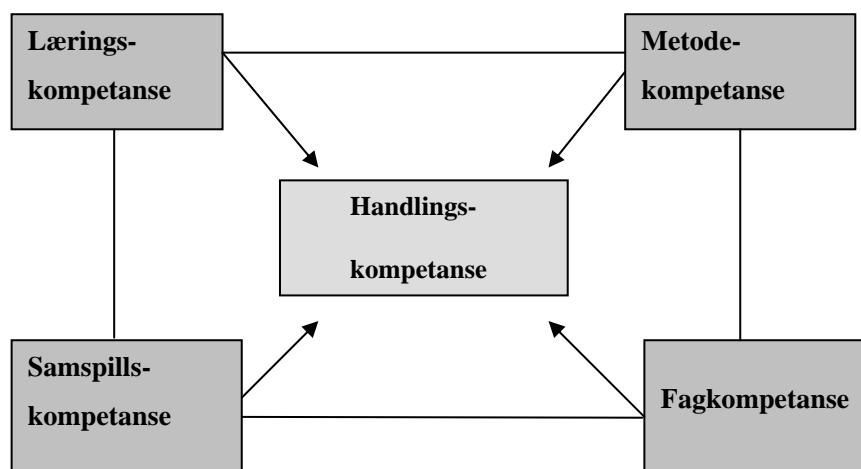 Lærings-
kompetanse
Metode-
kompetanse
Handlings-
kompetanse
Samspills-
kompetanse
Fagkompetanse